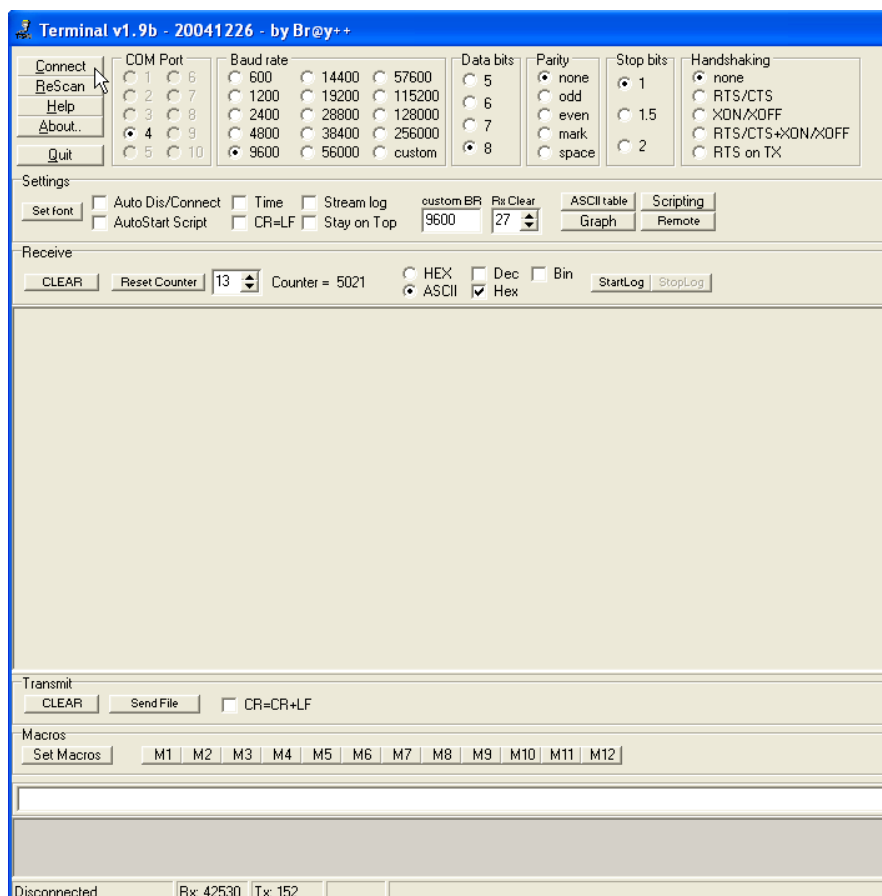 Terminal v1.9b - 20041226 - by Br@y++
Connect
ReScan
Help
About..
Quit
COM Port
1 6
2 7
3 8
4 9
5 10
Baud rate
600 14400 57600
1200 19200 115200
2400 28800 128000
4800 38400 256000
9600 56000 custom
Data bits
5
6
7
8
Parity
none
odd
even
mark
space
Stop bits
1
1.5
2
Handshaking
none
RTS/CTS
XON/XOFF
RTS/CTS+XON/XOFF
RTS on TX
Settings
Set font
Auto Dis/Connect Time Stream log
AutoStart Script CR=LF Stay on Top
custom BR Rx Clear
9600 27
ASCII table Scripting
Graph Remote
Receive
CLEAR Reset Counter 13 Counter = 5021
HEX Dec Bin
ASCII Hex
StartLog StopLog
Transmit
CLEAR Send File CR=CR+LF
Macros
Set Macros M1 M2 M3 M4 M5 M6 M7 M8 M9 M10 M11 M12
Disconnected Rx: 42530 Tx: 152